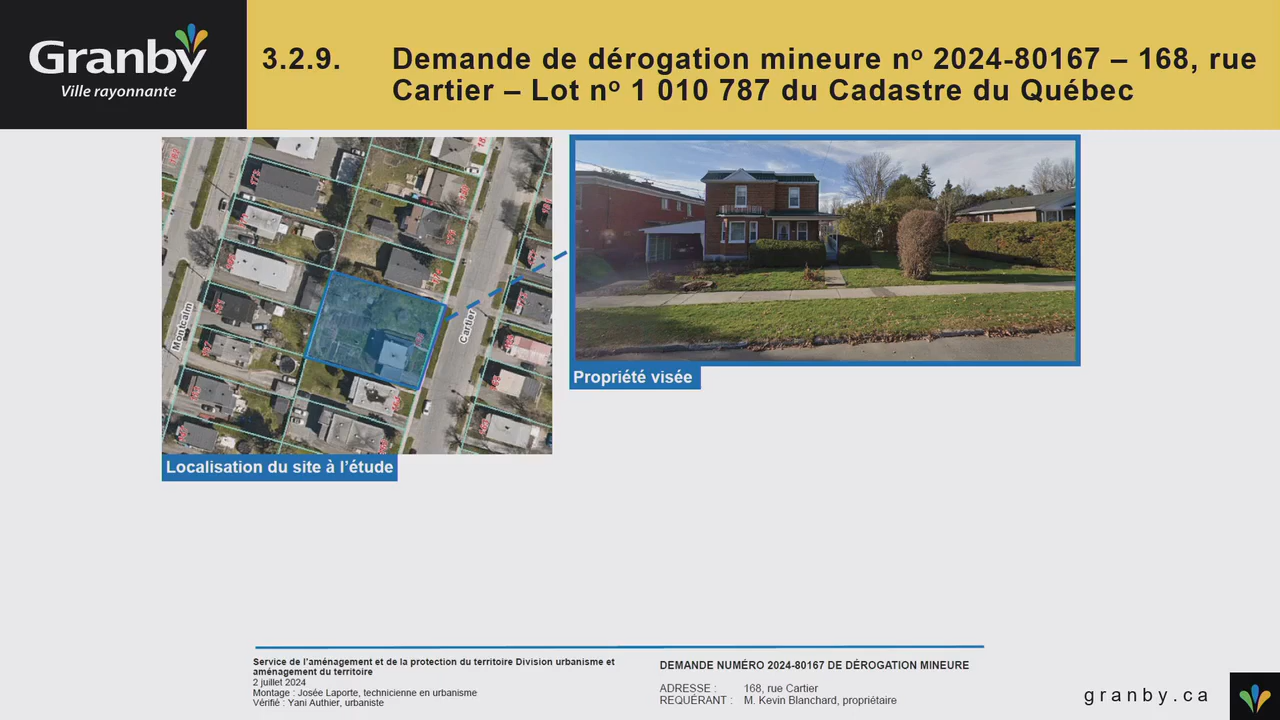 Granby
Ville rayonnante
3.2.9. Demande de dérogation mineure nº 2024-80167 – 168, rue
Cartier – Lot nº 1 010 787 du Cadastre du Québec
Montcalm
Cartier
Propriété visée
Localisation du site à l’étude
Service de l’aménagement et de la protection du territoire Division urbanisme et
aménagement du territoire
2 juillet 2024
Montage : Josée Laporte, technicienne en urbanisme
Vérifié : Yani Authier, urbaniste
DEMANDE NUMÉRO 2024-80167 DE DÉROGATION MINEURE
ADRESSE : 168, rue Cartier
REQUÉRANT : M. Kevin Blanchard, propriétaire
granby.ca